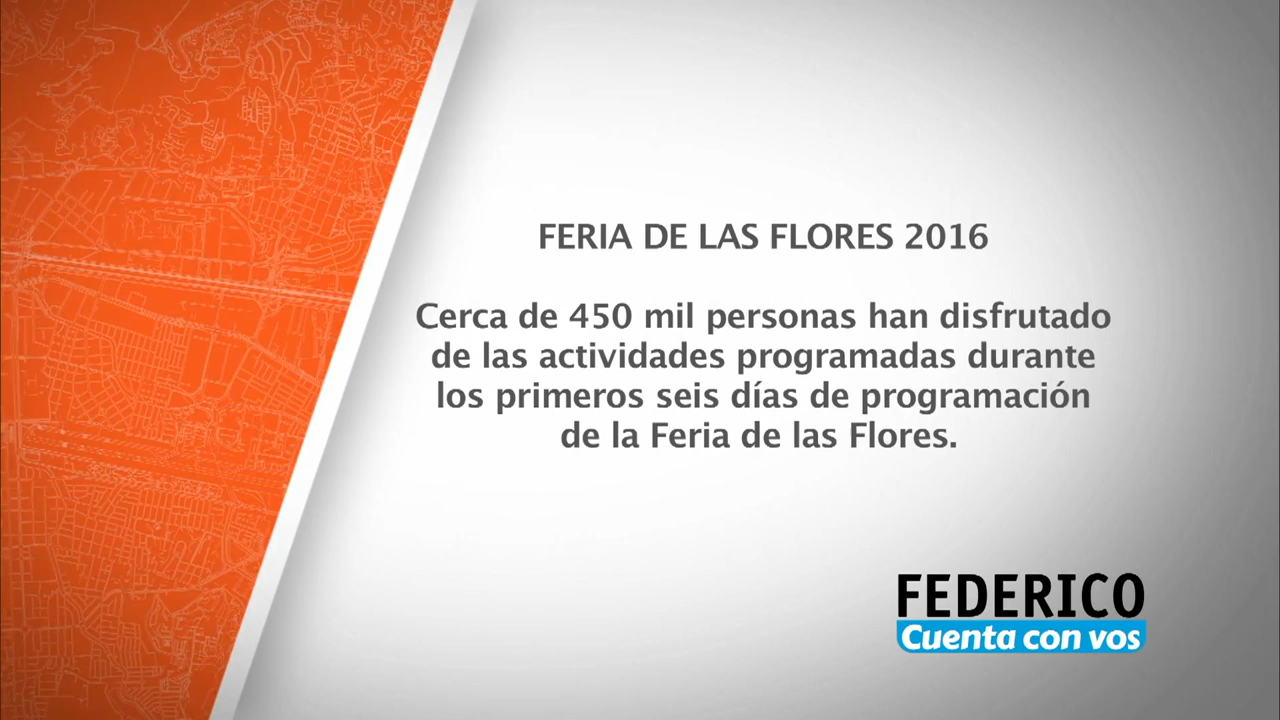 FERIA DE LAS FLORES 2016
Cerca de 450 mil personas han disfrutado
de las actividades programadas durante
los primeros seis días de programación
de la Feria de las Flores.
FEDERICO
Cuenta con vos